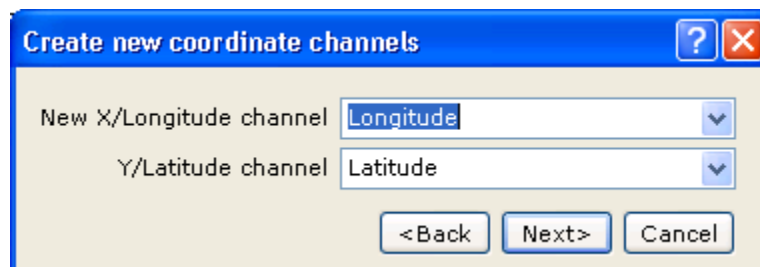 Create new coordinate channels
New X/Longitude channel Longitude
Y/Latitude channel Latitude
<Back Next> Cancel